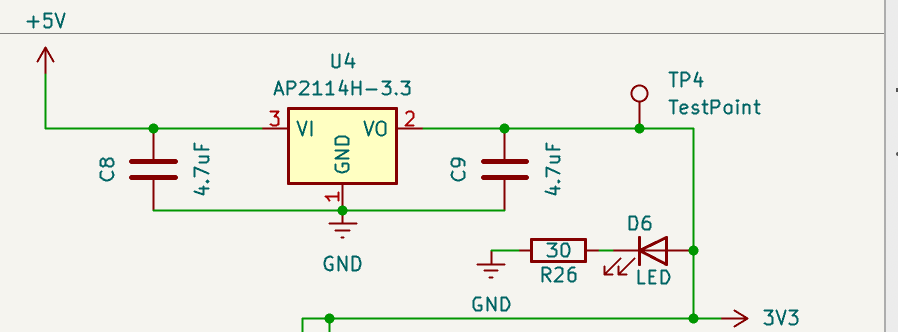 +5V
U4
AP2114H-3.3
TP4
TestPoint
3
VI
VO
2
GND
1
C8
4.7uF
C9
4.7uF
GND
D6
30
R26
LED
GND
3V3